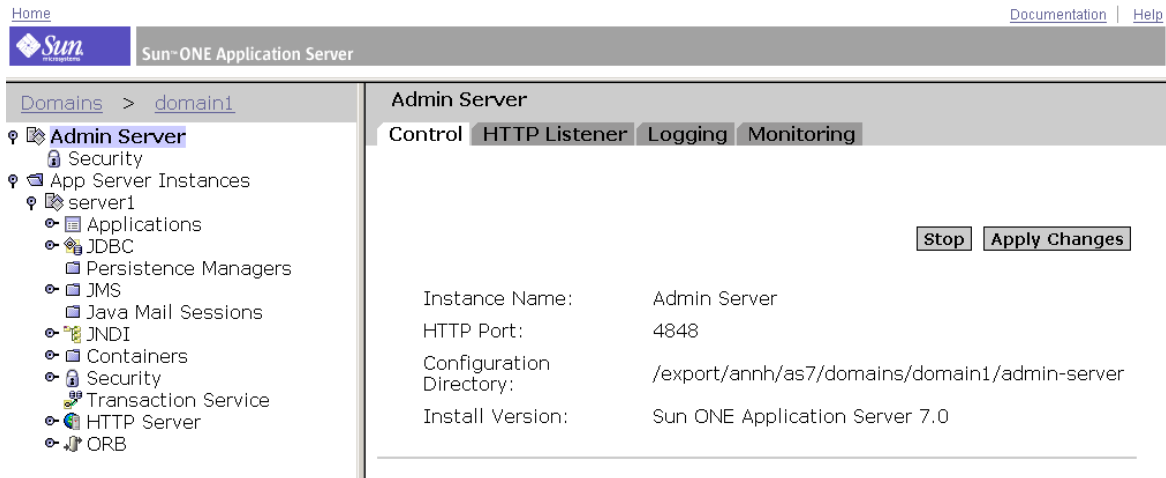 Home
Documentation | Help
Sun
microsystems
Sun™ ONE Application Server
Domains > domain1
Admin Server
Security
App Server Instances
server1
Applications
JDBC
Persistence Managers
JMS
Java Mail Sessions
JNDI
Containers
Security
Transaction Service
HTTP Server
ORB
Admin Server
Control HTTP Listener Logging Monitoring
Stop Apply Changes
Instance Name: Admin Server
HTTP Port: 4848
Configuration
Directory: /export/annh/as7/domains/domain1/admin-server
Install Version: Sun ONE Application Server 7.0